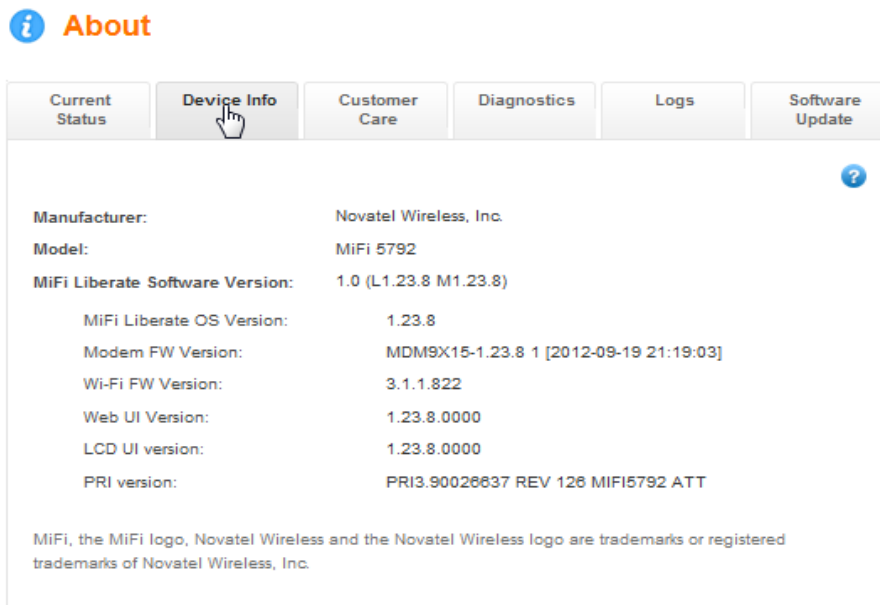 About
Current Status
Device Info
Customer Care
Diagnostics
Logs
Software Update
?
Manufacturer: Novatel Wireless, Inc.
Model: MiFi 5792
MiFi Liberate Software Version: 1.0 (L1.23.8 M1.23.8)
MiFi Liberate OS Version: 1.23.8
Modem FW Version: MDM9X15-1.23.8 1 [2012-09-19 21:19:03]
Wi-Fi FW Version: 3.1.1.822
Web UI Version: 1.23.8.0000
LCD UI version: 1.23.8.0000
PRI version: PRI3.90026637 REV 126 MIFI5792 ATT
MiFi, the MiFi logo, Novatel Wireless and the Novatel Wireless logo are trademarks or registered
trademarks of Novatel Wireless, Inc.